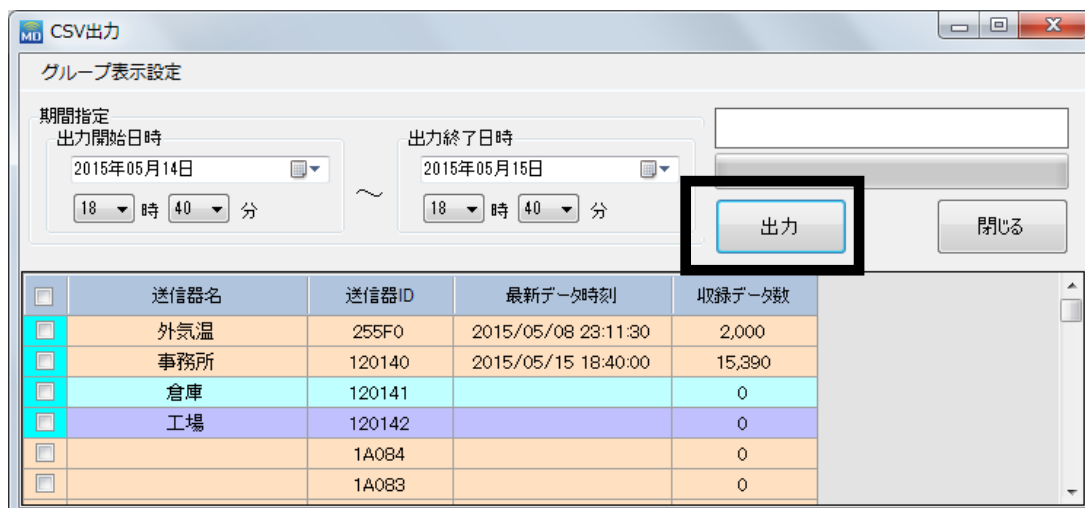 MD CSV出力
グループ表示設定
期間指定
出力開始日時 出力終了日時
2015年05月14日 ～ 2015年05月15日
18 時 40 分 18 時 40 分
出力 閉じる
送信器名 送信器ID 最新データ時刻 収録データ数
外気温 255F0 2015/05/08 23:11:30 2,000
事務所 120140 2015/05/15 18:40:00 15,390
倉庫 120141 0
工場 120142 0
1A084 0
1A083 0